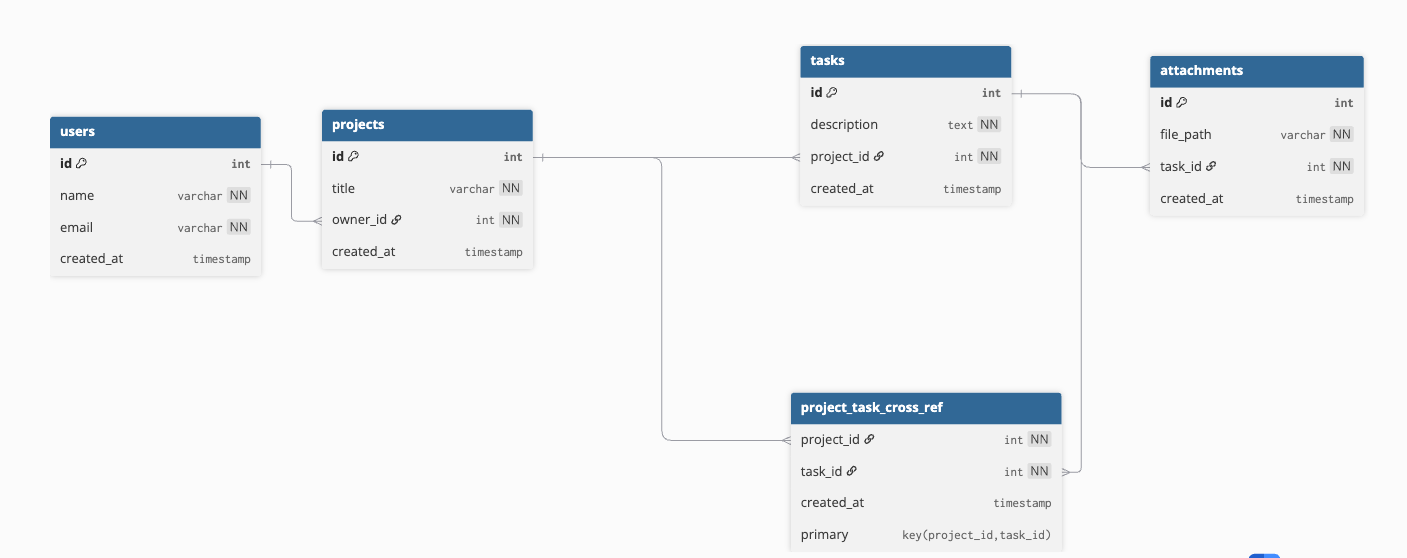 users
id int
name varchar NN
email varchar NN
created_at timestamp
projects
id int
title varchar NN
owner_id int NN
created_at timestamp
tasks
id int
description text NN
project_id int NN
created_at timestamp
attachments
id int
file_path varchar NN
task_id int NN
created_at timestamp
project_task_cross_ref
project_id int NN
task_id int NN
created_at timestamp
primary key(project_id,task_id)